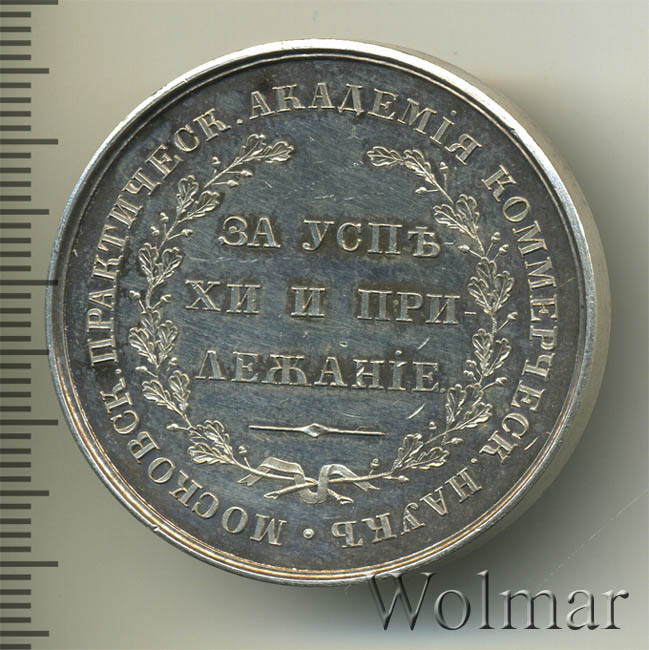 МОСКОВСК. ПРАКТИЧЕСК. АКАДЕМІЯ КОММЕРЧЕСК. НАУКЪ •
ЗА УСПѢ-
ХИ И ПРИ-
ЛЕЖАНІЕ
Wolmar